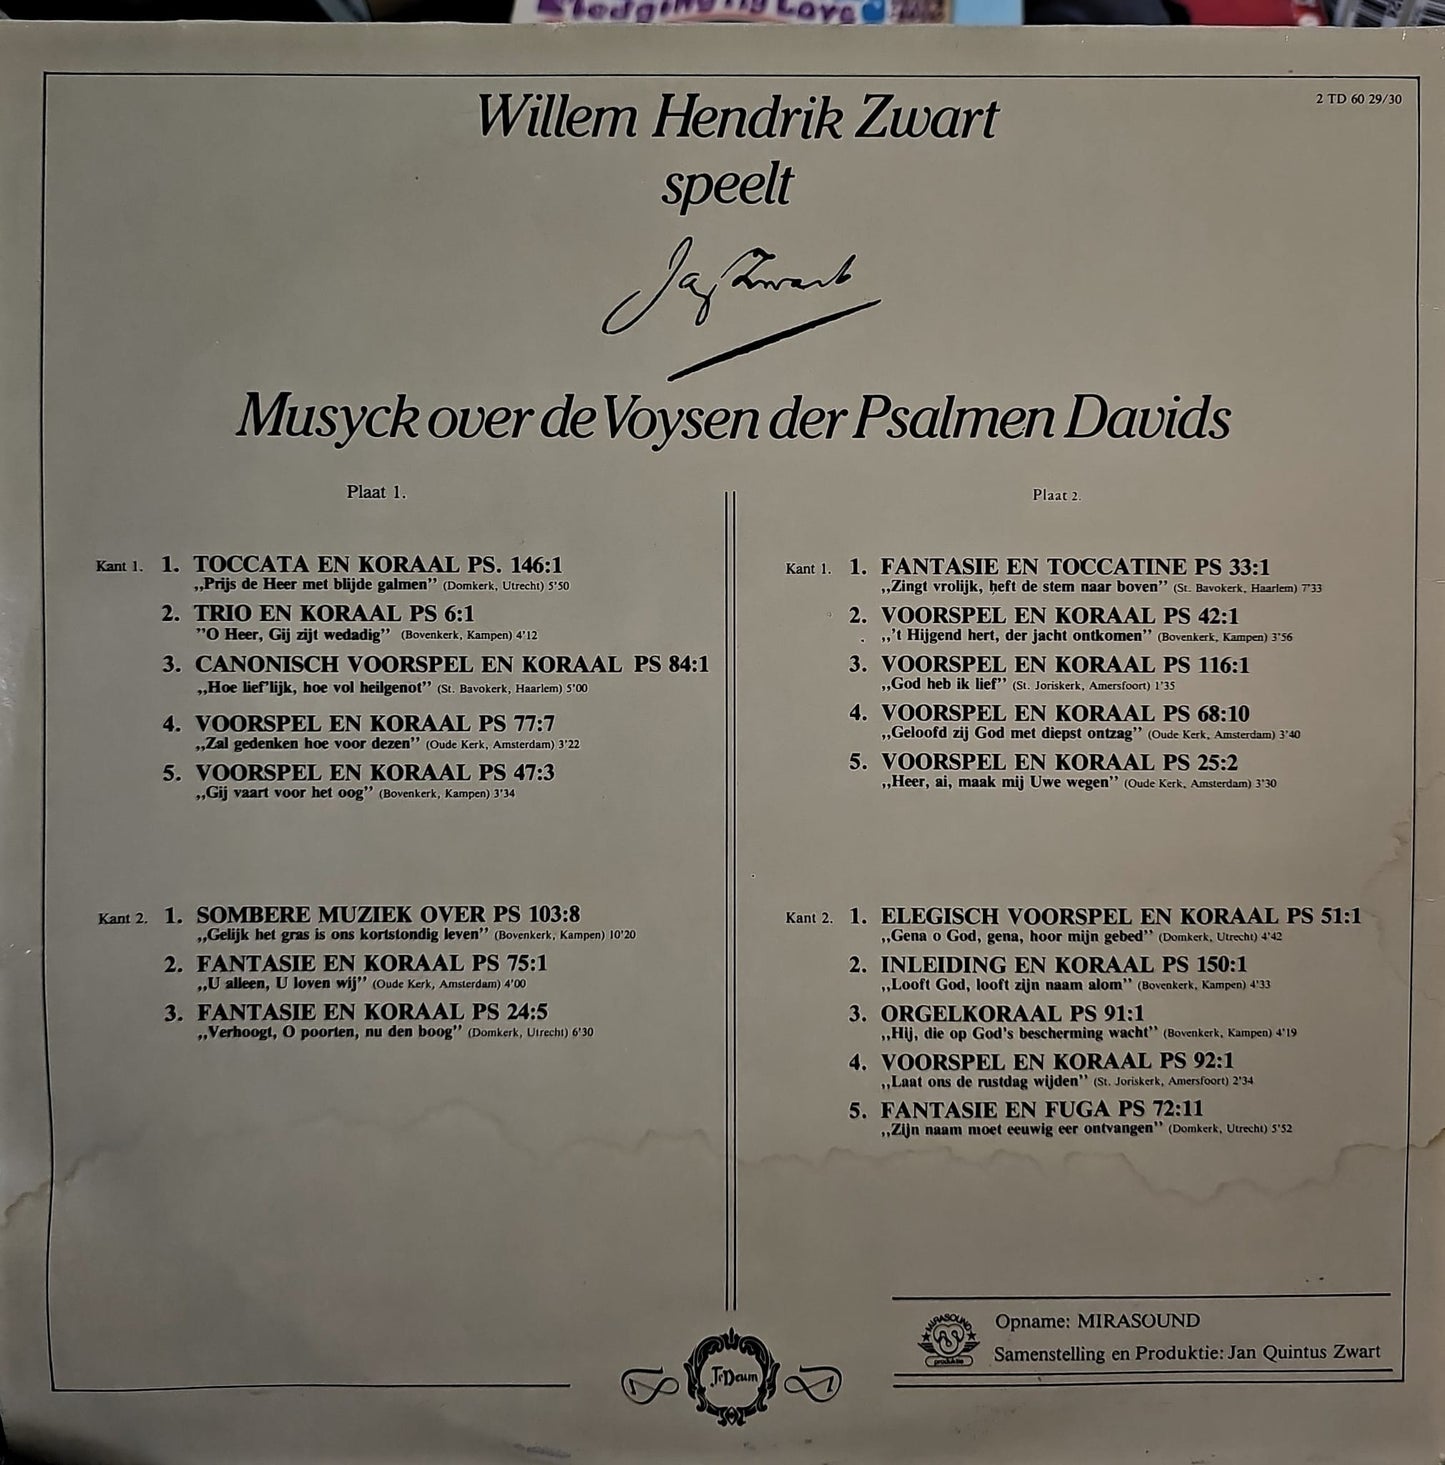 Pledging My Love
Willem Hendrik Zwart
2 TD 60 29/30
speelt
Jan Zwart
Musyck over de Voysen der Psalmen Davids
Plaat 1.
Kant 1. 1. TOCCATA EN KORAAL PS. 146:1
„Prijs de Heer met blijde galmen” (Domkerk, Utrecht) 5'50
2. TRIO EN KORAAL PS 6:1
”O Heer, Gij zijt wedadig” (Bovenkerk, Kampen) 4'12
3. CANONISCH VOORSPEL EN KORAAL PS 84:1
„Hoe lief'lijk, hoe vol heilgenot” (St. Bavokerk, Haarlem) 5'00
4. VOORSPEL EN KORAAL PS 77:7
„Zal gedenken hoe voor dezen” (Oude Kerk, Amsterdam) 3'22
5. VOORSPEL EN KORAAL PS 47:3
„Gij vaart voor het oog” (Bovenkerk, Kampen) 3'34
Kant 2. 1. SOMBERE MUZIEK OVER PS 103:8
„Gelijk het gras is ons kortstondig leven” (Bovenkerk, Kampen) 10'20
2. FANTASIE EN KORAAL PS 75:1
„U alleen, U loven wij” (Oude Kerk, Amsterdam) 4'00
3. FANTASIE EN KORAAL PS 24:5
„Verhoogt, O poorten, nu den boog” (Domkerk, Utrecht) 6'30
Plaat 2.
Kant 1. 1. FANTASIE EN TOCCATINE PS 33:1
„Zingt vrolijk, heft de stem naar boven” (St. Bavokerk, Haarlem) 7'33
2. VOORSPEL EN KORAAL PS 42:1
„'t Hijgend hert, der jacht ontkomen” (Bovenkerk, Kampen) 3'56
3. VOORSPEL EN KORAAL PS 116:1
„God heb ik lief” (St. Joriskerk, Amersfoort) 1'35
4. VOORSPEL EN KORAAL PS 68:10
„Geloofd zij God met diepst ontzag” (Oude Kerk, Amsterdam) 3'40
5. VOORSPEL EN KORAAL PS 25:2
„Heer, ai, maak mij Uwe wegen” (Oude Kerk, Amsterdam) 3'30
Kant 2. 1. ELEGISCH VOORSPEL EN KORAAL PS 51:1
„Gena o God, gena, hoor mijn gebed” (Domkerk, Utrecht) 4'42
2. INLEIDING EN KORAAL PS 150:1
„Looft God, looft zijn naam alom” (Bovenkerk, Kampen) 4'33
3. ORGELKORAAL PS 91:1
„Hij, die op God's bescherming wacht” (Bovenkerk, Kampen) 4'19
4. VOORSPEL EN KORAAL PS 92:1
„Laat ons de rustdag wijden” (St. Joriskerk, Amersfoort) 2'34
5. FANTASIE EN FUGA PS 72:11
„Zijn naam moet eeuwig eer ontvangen” (Domkerk, Utrecht) 5'52
TeDeum
MIRASOUND
produktie
Opname: MIRASOUND
Samenstelling en Produktie: Jan Quintus Zwart